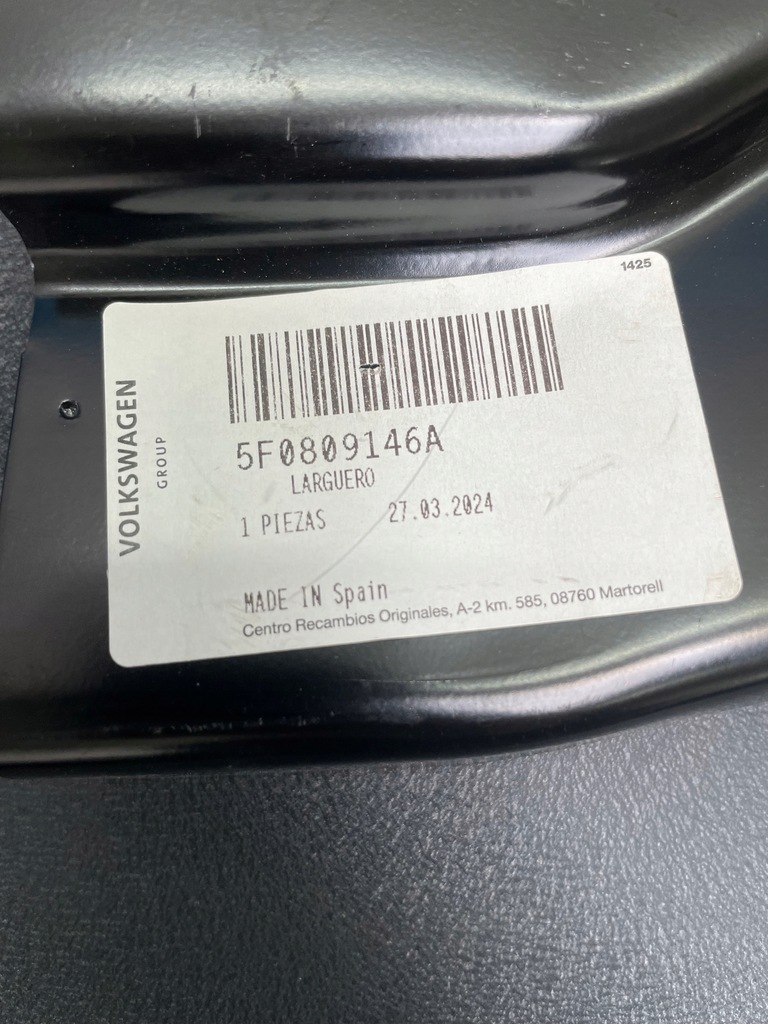 1425
VOLKSWAGEN
GROUP
5F0809146A
LARGUERO
1 PIEZAS 27.03.2024
MADE IN Spain
Centro Recambios Originales, A-2 km. 585, 08760 Martorell